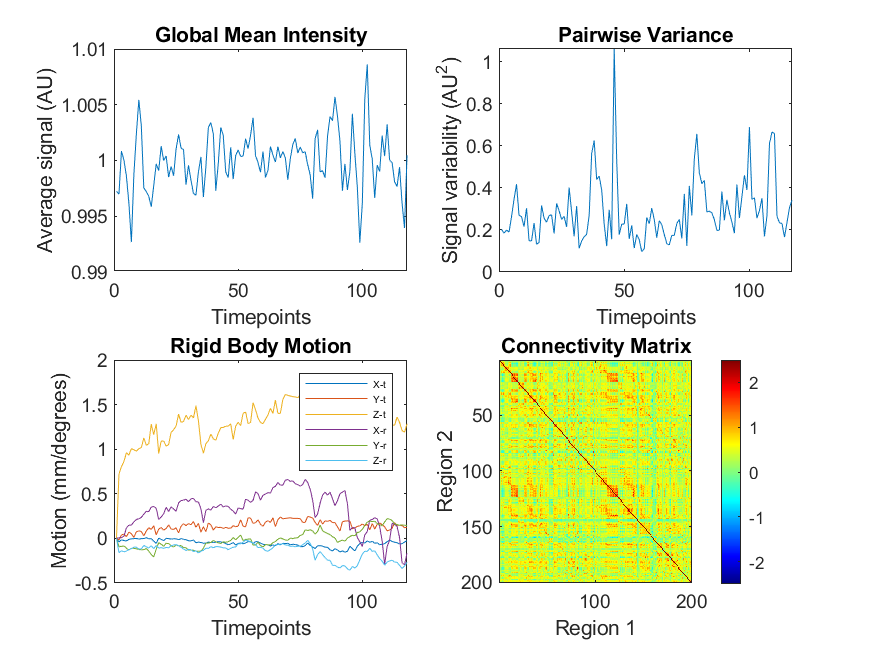 Global Mean Intensity
Average signal (AU)
1.01
1.005
1
0.995
0.99
0
50
100
Timepoints
Pairwise Variance
Signal variability (AU²)
1
0.8
0.6
0.4
0.2
0
0
50
100
Timepoints
Rigid Body Motion
Motion (mm/degrees)
2
1.5
1
0.5
0
-0.5
0
50
100
Timepoints
X-t
Y-t
Z-t
X-r
Y-r
Z-r
Connectivity Matrix
Region 2
50
100
150
200
100
200
Region 1
2
1
0
-1
-2